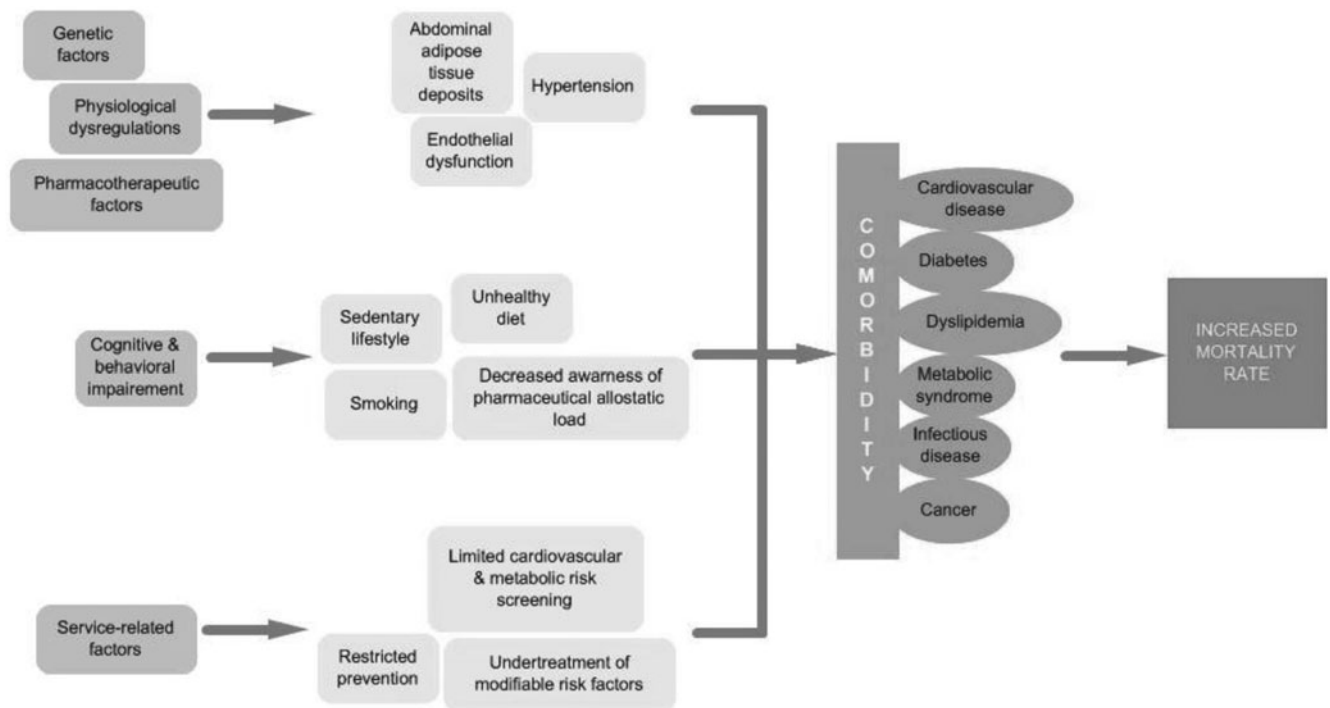 Genetic
factors
Physiological
dysregulations
Pharmacotherapeutic
factors
Abdominal
adipose
tissue
deposits
Hypertension
Endothelial
dysfunction
Cognitive &
behavioral
impairement
Sedentary
lifestyle
Unhealthy
diet
Smoking
Decreased awarness of
pharmaceutical allostatic
load
Service-related
factors
Limited cardiovascular
& metabolic risk
screening
Restricted
prevention
Undertreatment of
modifiable risk factors
COMORBIDITY
Cardiovascular
disease
Diabetes
Dyslipidemia
Metabolic
syndrome
Infectious
disease
Cancer
INCREASED
MORTALITY
RATE